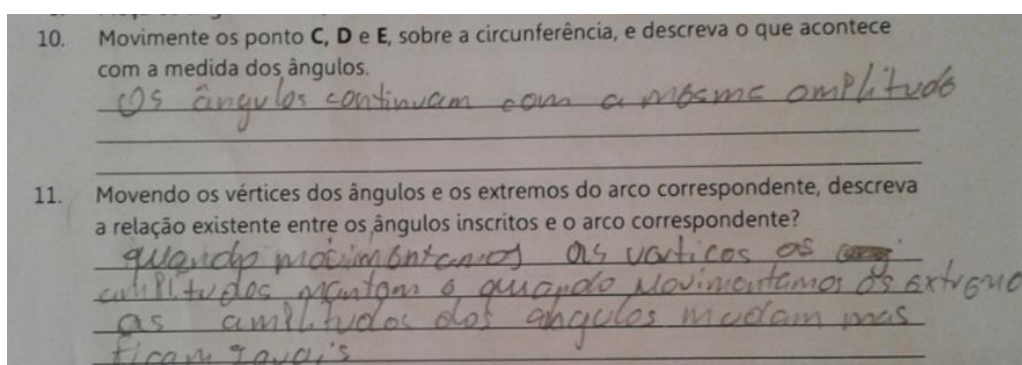 10. Movimente os ponto C, D e E, sobre a circunferência, e descreva o que acontece
com a medida dos ângulos.
Os ângulos continuam com a mesma amplitude
11. Movendo os vértices dos ângulos e os extremos do arco correspondente, descreva
a relação existente entre os ângulos inscritos e o arco correspondente?
quando movimentamos os vertices as
amplitudes mantem e quando movimentamos os extremo
as amplitudes dos angulos mudam mas
ficam iguais